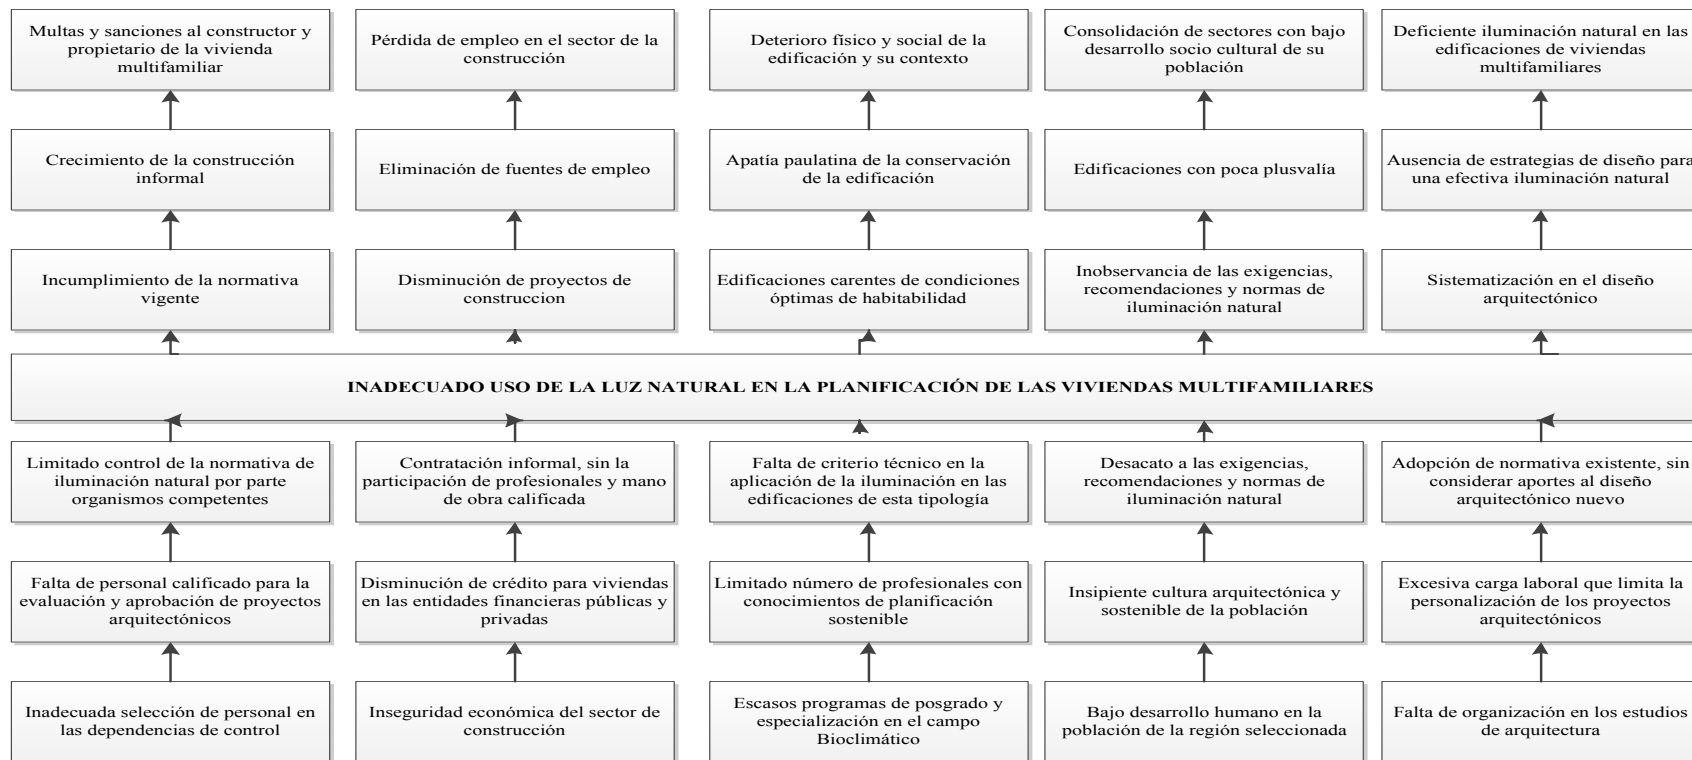 Multas y sanciones al constructor y
propietario de la vivienda
multifamiliar
Pérdida de empleo en el sector de la
construcción
Deterioro físico y social de la
edificación y su contexto
Consolidación de sectores con bajo
desarrollo socio cultural de su
población
Deficiente iluminación natural en las
edificaciones de viviendas
multifamiliares
Crecimiento de la construcción
informal
Eliminación de fuentes de empleo
Apatía paulatina de la conservación
de la edificación
Edificaciones con poca plusvalía
Ausencia de estrategias de diseño para
una efectiva iluminación natural
Incumplimiento de la normativa
vigente
Disminución de proyectos de
construccion
Edificaciones carentes de condiciones
óptimas de habitabilidad
Inobservancia de las exigencias,
recomendaciones y normas de
iluminación natural
Sistematización en el diseño
arquitectónico
INADECUADO USO DE LA LUZ NATURAL EN LA PLANIFICACIÓN DE LAS VIVIENDAS MULTIFAMILIARES
Limitado control de la normativa de
iluminación natural por parte
organismos competentes
Contratación informal, sin la
participación de profesionales y mano
de obra calificada
Falta de criterio técnico en la
aplicación de la iluminación en las
edificaciones de esta tipología
Desacato a las exigencias,
recomendaciones y normas de
iluminación natural
Adopción de normativa existente, sin
considerar aportes al diseño
arquitectónico nuevo
Falta de personal calificado para la
evaluación y aprobación de proyectos
arquitectónicos
Disminución de crédito para viviendas
en las entidades financieras públicas y
privadas
Limitado número de profesionales con
conocimientos de planificación
sostenible
Insipiente cultura arquitectónica y
sostenible de la población
Excesiva carga laboral que limita la
personalización de los proyectos
arquitectónicos
Inadecuada selección de personal en
las dependencias de control
Inseguridad económica del sector de
construcción
Escasos programas de posgrado y
especialización en el campo
Bioclimático
Bajo desarrollo humano en la
población de la región seleccionada
Falta de organización en los estudios
de arquitectura